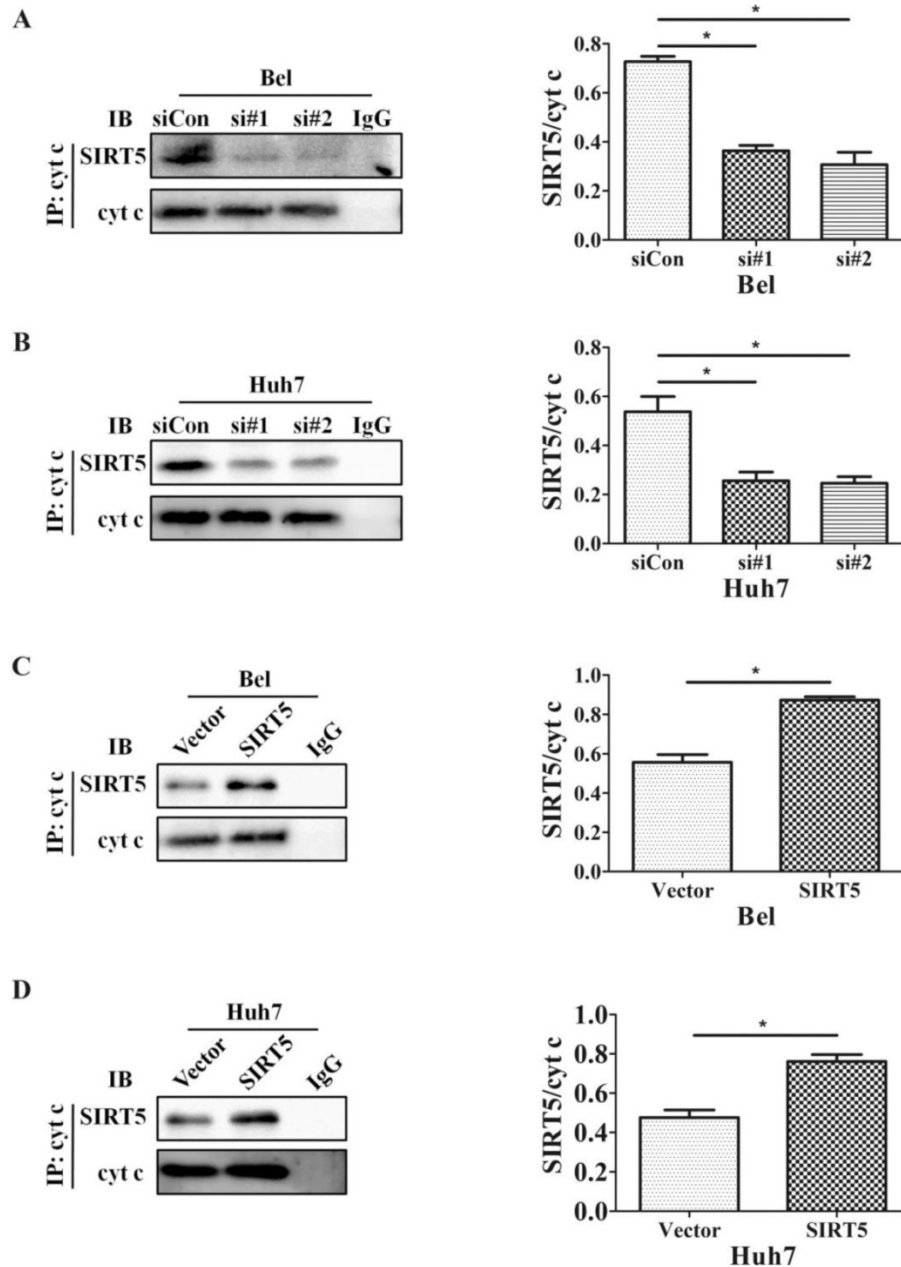 A
Bel
IB siCon si#1 si#2 IgG
IP: cyt c
SIRT5
cyt c
SIRT5/cyt c
0.8
0.6
0.4
0.2
0.0
*
*
siCon si#1 si#2
Bel
B
Huh7
IB siCon si#1 si#2 IgG
IP: cyt c
SIRT5
cyt c
SIRT5/cyt c
0.8
0.6
0.4
0.2
0.0
*
*
siCon si#1 si#2
Huh7
C
Bel
IB Vector SIRT5 IgG
IP: cyt c
SIRT5
cyt c
SIRT5/cyt c
1.0
0.8
0.6
0.4
0.2
0.0
*
Vector SIRT5
Bel
D
Huh7
IB Vector SIRT5 IgG
IP: cyt c
SIRT5
cyt c
SIRT5/cyt c
1.0
0.8
0.6
0.4
0.2
0.0
*
Vector SIRT5
Huh7